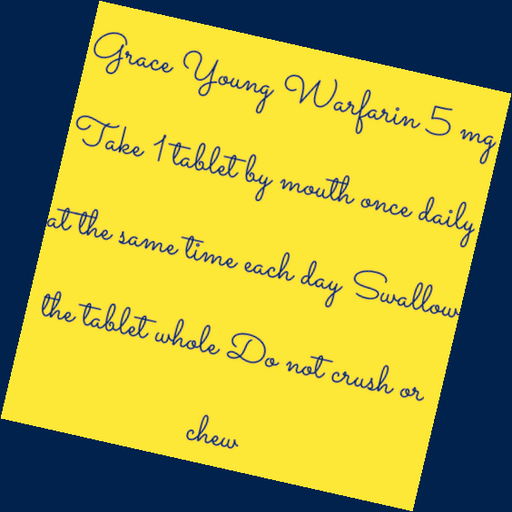 Grace Young Warfarin 5 mg
Take 1 tablet by mouth once daily
at the same time each day Swallow
the tablet whole Do not crush or
chew